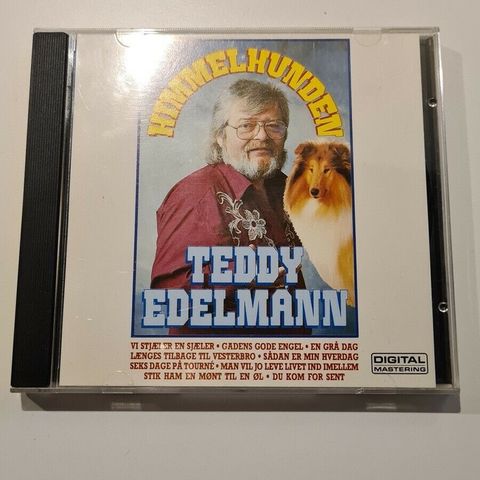 HIMMELHUNDEN
TEDDY
EDELMANN
VI STJÆLER EN SJÆLER • GADENS GODE ENGEL • EN GRÅ DAG
LÆNGES TILBAGE TIL VESTERBRO • SÅDAN ER MIN HVERDAG
SEKS DAGE PÅ TOURNÉ • MAN VIL JO LEVE LIVET IND IMELLEM
STIK HAM EN MØNT TIL EN ØL • DU KOM FOR SENT
DIGITAL
MASTERING